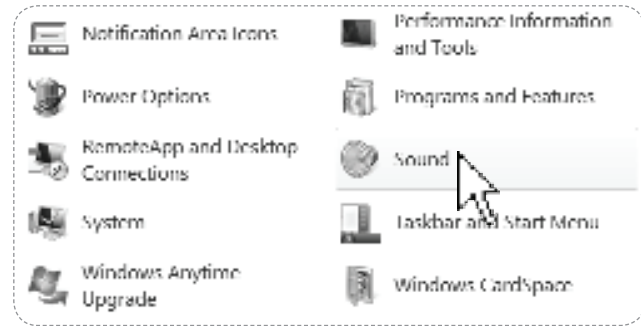 Notification Area Icons
Performance Information
and Tools
Power Options
Programs and Features
RemoteApp and Desktop
Connections
Sound
System
Taskbar and Start Menu
Windows Anytime
Upgrade
Windows CardSpace